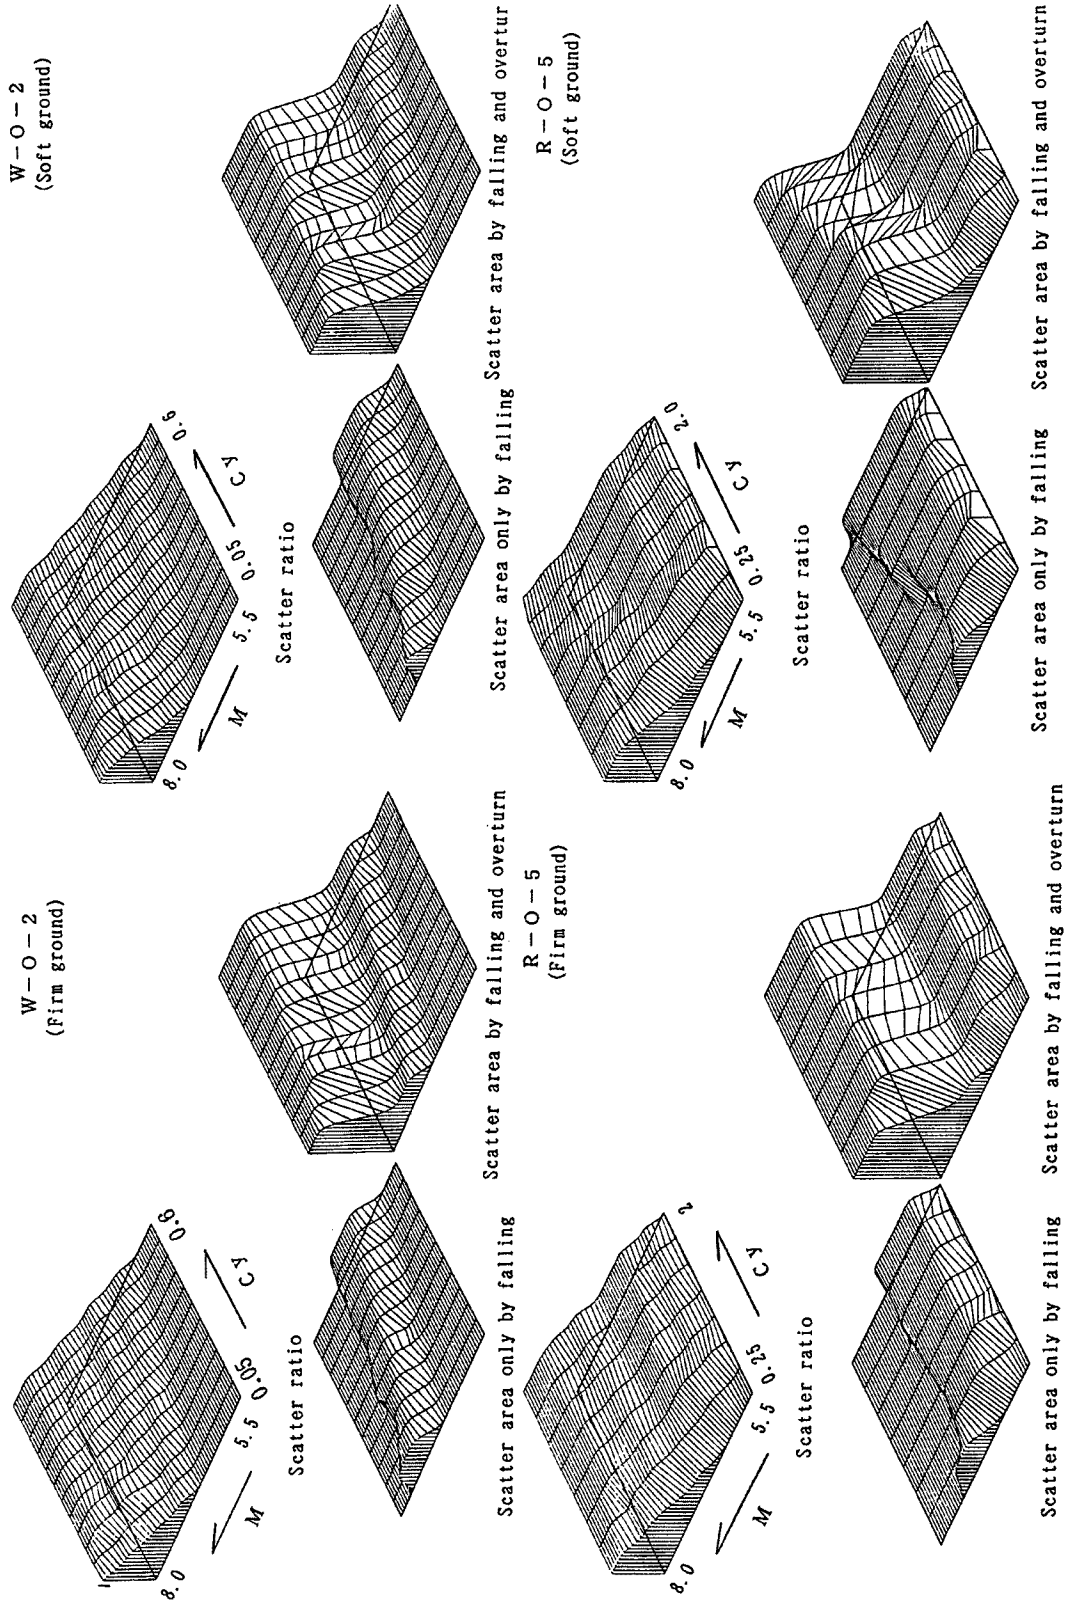 W-O-2
(Firm ground)
1
8.0
M
5.5
0.05
Cy
0.6
Scatter ratio
Scatter area only by falling
Scatter area by falling and overturn
W-O-2
(Soft ground)
8.0
M
5.5
0.05
Cy
0.6
Scatter ratio
Scatter area only by falling
Scatter area by falling and overtur
R-O-5
(Firm ground)
8.0
M
5.5
0.25
Cy
2
Scatter ratio
Scatter area only by falling
Scatter area by falling and overturn
R-O-5
(Soft ground)
8.0
M
5.5
0.25
Cy
2.0
Scatter ratio
Scatter area only by falling
Scatter area by falling and overturn